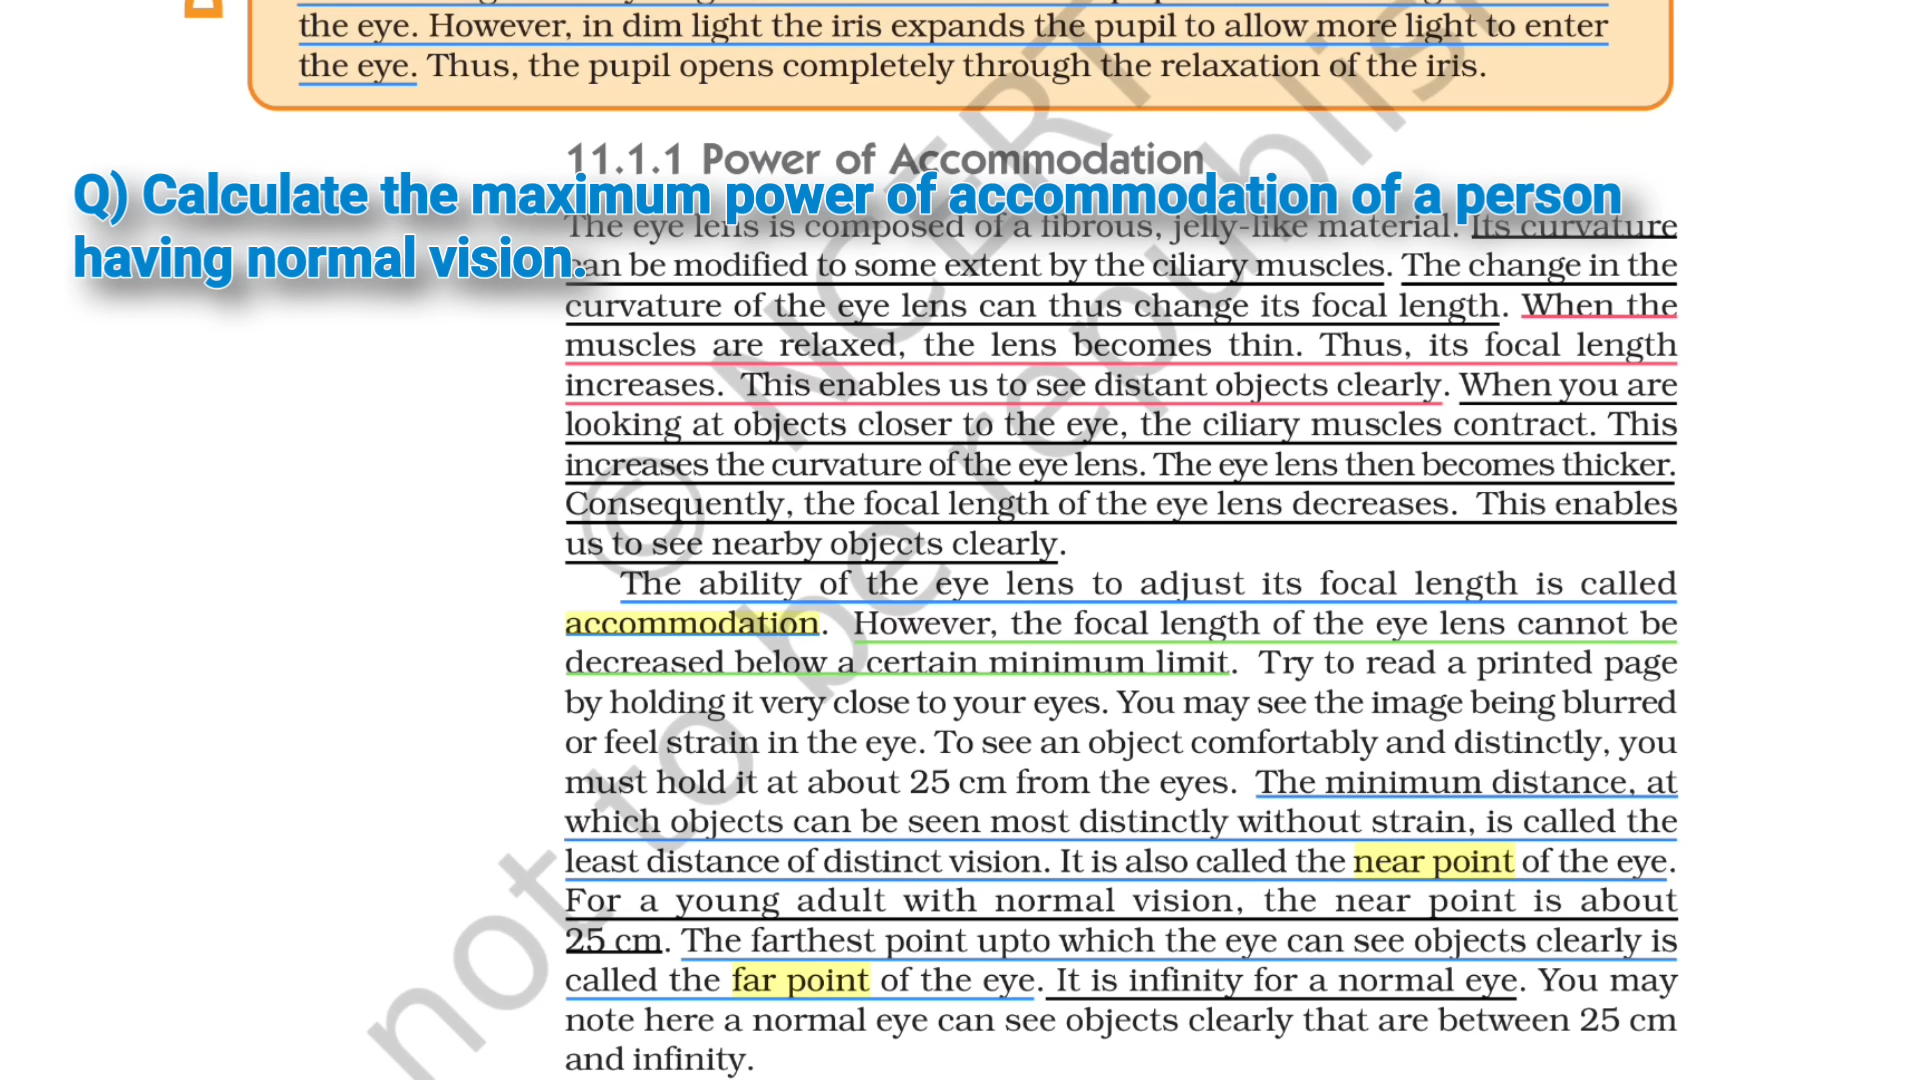 the eye. However, in dim light the iris expands the pupil to allow more light to enter
the eye. Thus, the pupil opens completely through the relaxation of the iris.
11.1.1 Power of Accommodation
Q) Calculate the maximum power of accommodation of a person
having normal vision.
The eye lens is composed of a fibrous, jelly-like material. Its curvature
can be modified to some extent by the ciliary muscles. The change in the
curvature of the eye lens can thus change its focal length. When the
muscles are relaxed, the lens becomes thin. Thus, its focal length
increases. This enables us to see distant objects clearly. When you are
looking at objects closer to the eye, the ciliary muscles contract. This
increases the curvature of the eye lens. The eye lens then becomes thicker.
Consequently, the focal length of the eye lens decreases. This enables
us to see nearby objects clearly.
The ability of the eye lens to adjust its focal length is called
accommodation. However, the focal length of the eye lens cannot be
decreased below a certain minimum limit. Try to read a printed page
by holding it very close to your eyes. You may see the image being blurred
or feel strain in the eye. To see an object comfortably and distinctly, you
must hold it at about 25 cm from the eyes. The minimum distance, at
which objects can be seen most distinctly without strain, is called the
least distance of distinct vision. It is also called the near point of the eye.
For a young adult with normal vision, the near point is about
25 cm. The farthest point upto which the eye can see objects clearly is
called the far point of the eye. It is infinity for a normal eye. You may
note here a normal eye can see objects clearly that are between 25 cm
and infinity.
© NCERT
not to be republis